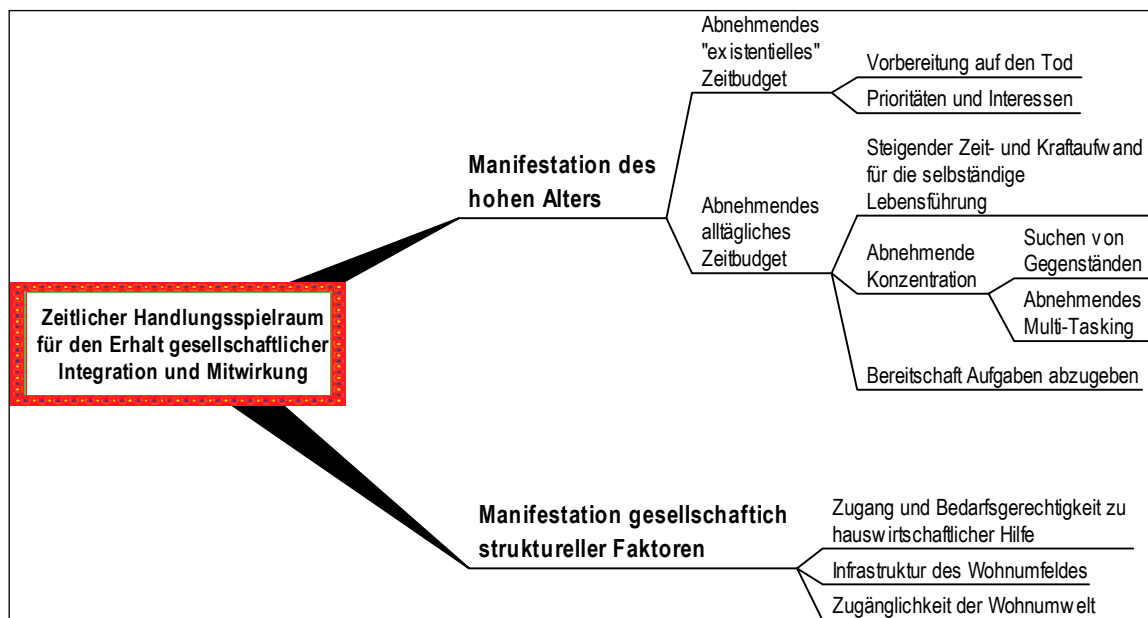 Zeitlicher Handlungsspielraum
für den Erhalt gesellschaftlicher
Integration und Mitwirkung
Manifestation des
hohen Alters
Abnehmendes
"existentielles"
Zeitbudget
Vorbereitung auf den Tod
Prioritäten und Interessen
Abnehmendes
alltägliches
Zeitbudget
Steigender Zeit- und Kraftaufwand
für die selbständige
Lebensführung
Abnehmende
Konzentration
Suchen von
Gegenständen
Abnehmendes
Multi-Tasking
Bereitschaft Aufgaben abzugeben
Manifestation gesellschaftich
struktureller Faktoren
Zugang und Bedarfsgerechtigkeit zu
hauswirtschaftlicher Hilfe
Infrastruktur des Wohnumfeldes
Zugänglichkeit der Wohnumwelt